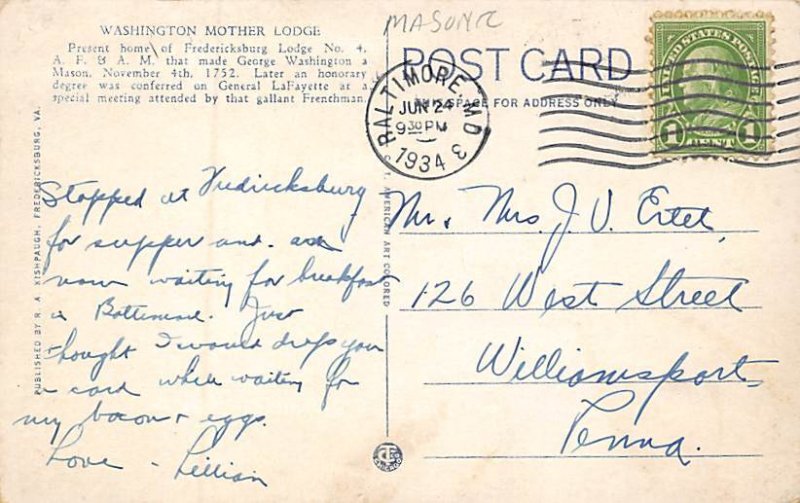 MASONIC
WASHINGTON MOTHER LODGE
Present home of Fredericksburg Lodge No. 4,
A. F. & A. M. that made George Washington a
Mason, November 4th, 1752. Later an honorary
degree was conferred on General LaFayette at a
special meeting attended by that gallant Frenchman.
POST CARD
THIS SPACE FOR ADDRESS ONLY
BALTIMORE, MD
JUN 24
9 30 PM
1934
UNITED STATES POSTAGE
1 CENT 1
PUBLISHED BY R. A. KISHPAUGH, FREDERICKSBURG, VA.
AMERICAN ART COLORED
Stopped at Fredricksburg
for supper and. are
now waiting for breakfast
in Baltimore. Just
thought I would drop you
a card while waiting for
my bacon + eggs.
Love - Lillian
Mr. Mrs. J. V. Ertel,
126 West Street
Williamsport,
Penna.